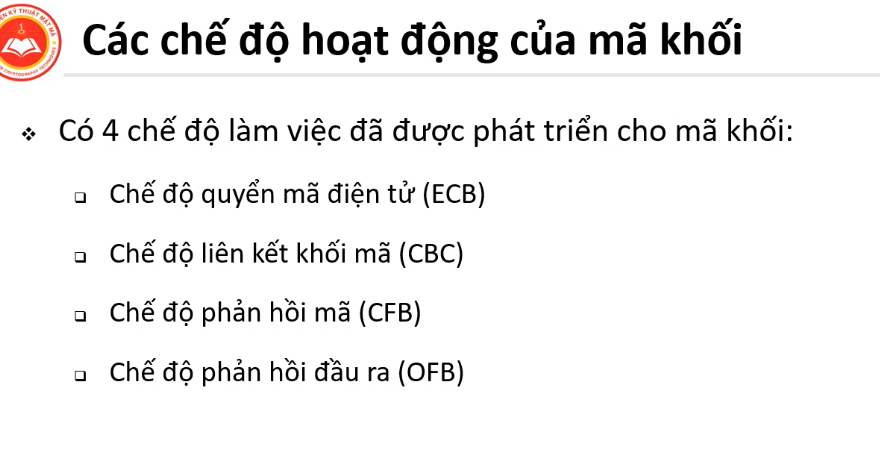 Các chế độ hoạt động của mã khối
Có 4 chế độ làm việc đã được phát triển cho mã khối:
Chế độ quyển mã điện tử (ECB)
Chế độ liên kết khối mã (CBC)
Chế độ phản hồi mã (CFB)
Chế độ phản hồi đầu ra (OFB)